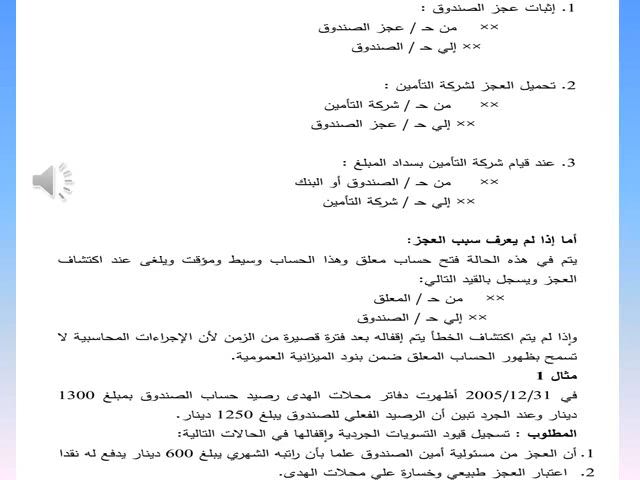 1. إثبات عجز الصندوق :
×× من حـ / عجز الصندوق
×× إلي حـ / الصندوق
2. تحميل العجز لشركة التأمين :
×× من حـ / شركة التأمين
×× إلي حـ / عجز الصندوق
3. عند قيام شركة التأمين بسداد المبلغ :
×× من حـ / الصندوق أو البنك
×× إلي حـ / شركة التأمين
أما إذا لم يعرف سبب العجز:
يتم في هذه الحالة فتح حساب معلق وهذا الحساب وسيط ومؤقت ويلغى عند اكتشاف
العجز ويسجل بالقيد التالي:
×× من حـ / المعلق
×× إلي حـ / الصندوق
وإذا لم يتم اكتشاف الخطأ يتم إقفاله بعد فترة قصيرة من الزمن لأن الإجراءات المحاسبية لا
تسمح بظهور الحساب المعلق ضمن بنود الميزانية العمومية.
مثال 1
في 2005/12/31 أظهرت دفاتر محلات الهدى رصيد حساب الصندوق بمبلغ 1300
دينار وعند الجرد تبين أن الرصيد الفعلي للصندوق يبلغ 1250 دينار.
المطلوب : تسجيل قيود التسويات الجردية وإقفالها في الحالات التالية:
1. أن العجز من مسئولية أمين الصندوق علما بأن راتبه الشهري يبلغ 600 دينار يدفع له نقدا
2. اعتبار العجز طبيعي وخسارة علي محلات الهدى.